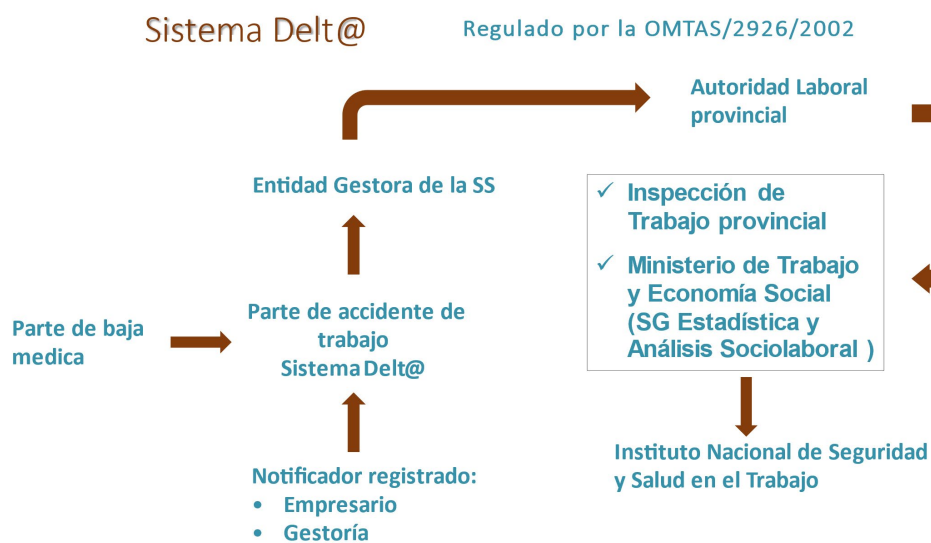 Sistema Delt@
Regulado por la OMTAS/2926/2002
Autoridad Laboral
provincial
Entidad Gestora de la SS
✓ Inspección de
Trabajo provincial
✓ Ministerio de Trabajo
y Economía Social
(SG Estadística y
Análisis Sociolaboral )
Parte de baja
medica
Parte de accidente de
trabajo
Sistema Delt@
Instituto Nacional de Seguridad
y Salud en el Trabajo
Notificador registrado:
• Empresario
• Gestoría